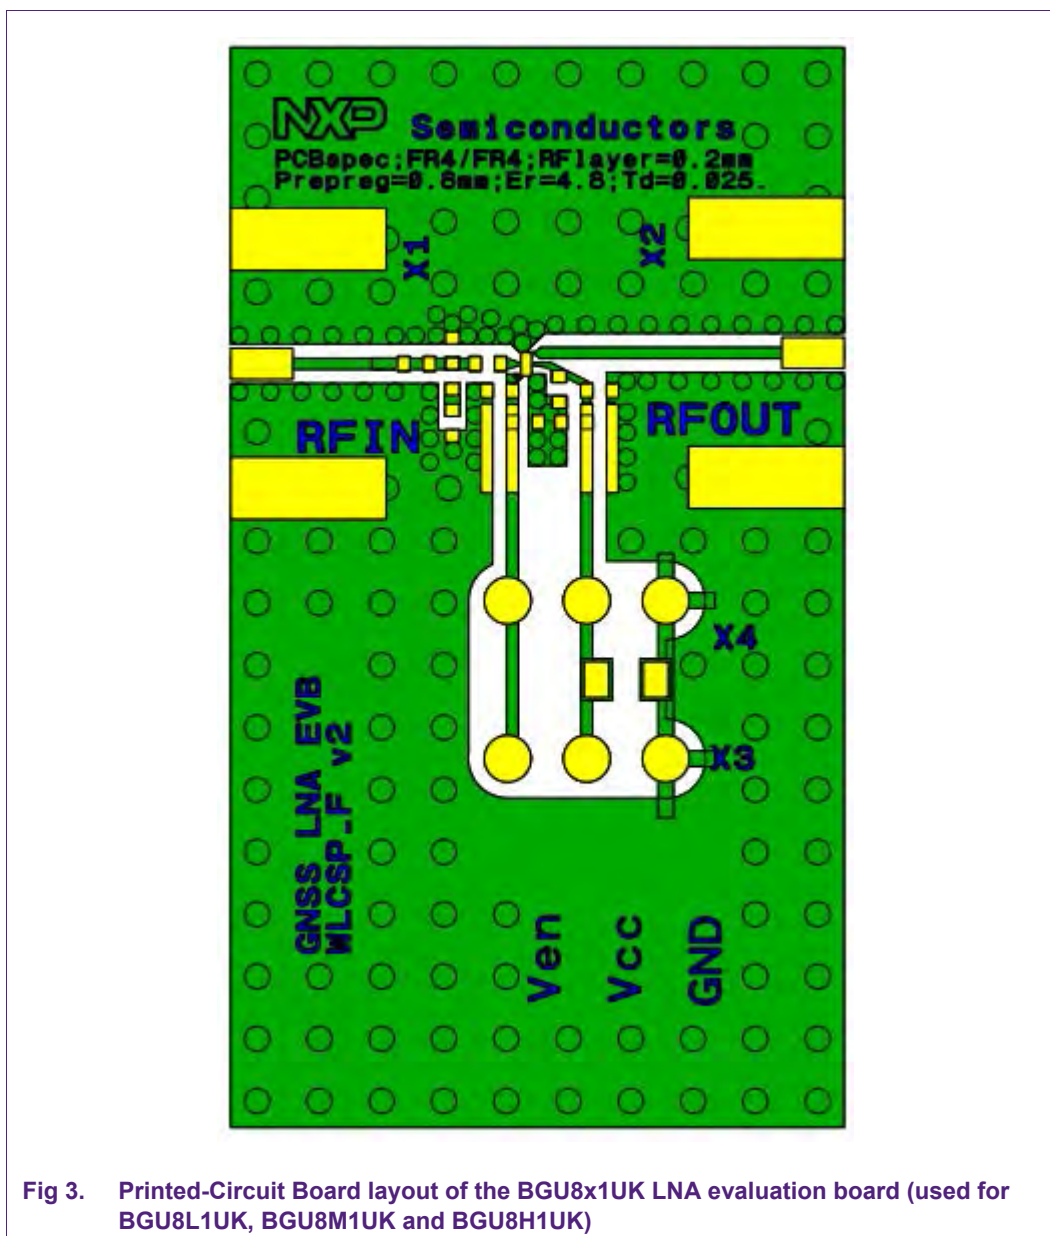 NXP Semiconductors
PCBspec;FR4/FR4;RFlayer=0.2mm
Prepreg=0.6mm;Er=4.8;Td=0.025.
X1
X2
RFIN
RFOUT
X4
X3
GNSS LNA EVB
WLCSP_F v2
Ven
Vcc
GND
Fig 3. Printed-Circuit Board layout of the BGU8x1UK LNA evaluation board (used for
BGU8L1UK, BGU8M1UK and BGU8H1UK)